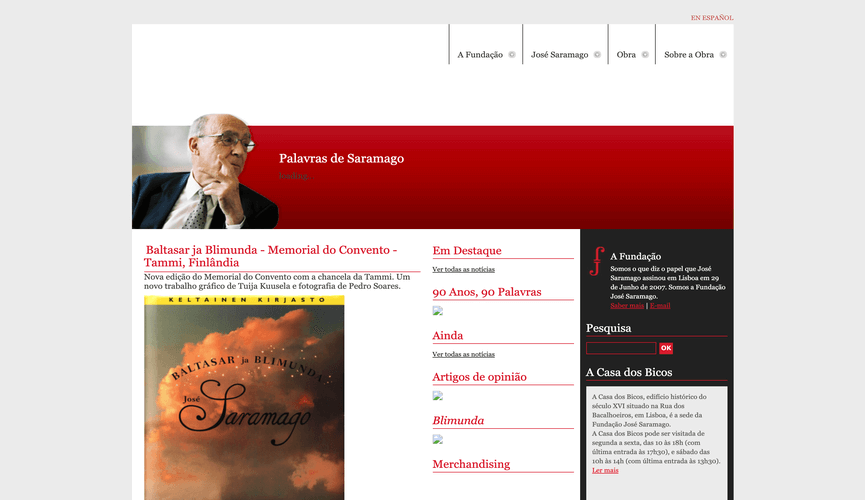 EN ESPAÑOL
A Fundação
José Saramago
Obra
Sobre a Obra
Palavras de Saramago
Baltasar ja Blimunda - Memorial do Convento -
Tammi, Finlândia
Nova edição do Memorial do Convento com a chancela da Tammi. Um
novo trabalho gráfico de Tuija Kuusela e fotografia de Pedro Soares.
KELTAINEN KIRJASTO
BALTASAR ja BLIMUNDA
José
Saramago
Em Destaque
Ver todas as notícias
90 Anos, 90 Palavras
Ainda
Ver todas as notícias
Artigos de opinião
Blimunda
Merchandising
A Fundação
Somos o que diz o papel que José
Saramago assinou em Lisboa em 29
de Junho de 2007. Somos a Fundação
José Saramago.
Saber mais | E-mail
Pesquisa
OK
A Casa dos Bicos
A Casa dos Bicos, edifício histórico do
século XVI situado na Rua dos
Bacalhoeiros, em Lisboa, é a sede da
Fundação José Saramago.
A Casa dos Bicos pode ser visitada de
segunda a sexta, das 10 às 18h (com
última entrada às 17h30), e sábado das
10h às 14h (com última entrada às 13h30).
Ler mais